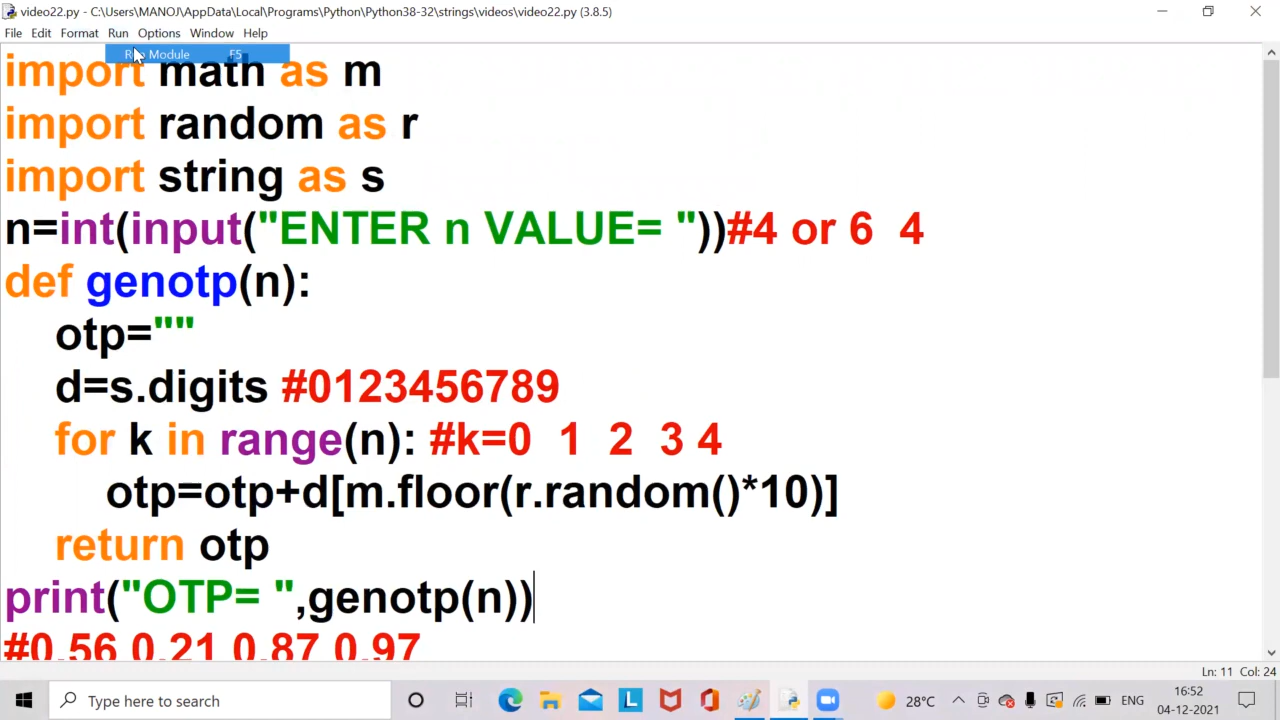 video22.py - C:\Users\MANOJ\AppData\Local\Programs\Python\Python38-32\strings\videos\video22.py (3.8.5)
File Edit Format Run Options Window Help
Run Module F5
import math as m
import random as r
import string as s
n=int(input("ENTER n VALUE= "))#4 or 6 4
def genotp(n):
otp=""
d=s.digits #0123456789
for k in range(n): #k=0 1 2 3 4
otp=otp+d[m.floor(r.random()*10)]
return otp
print("OTP= ",genotp(n))
#0.56 0.21 0.87 0.97
Ln: 11 Col: 24
Type here to search
L
28°C
ENG
16:52
04-12-2021